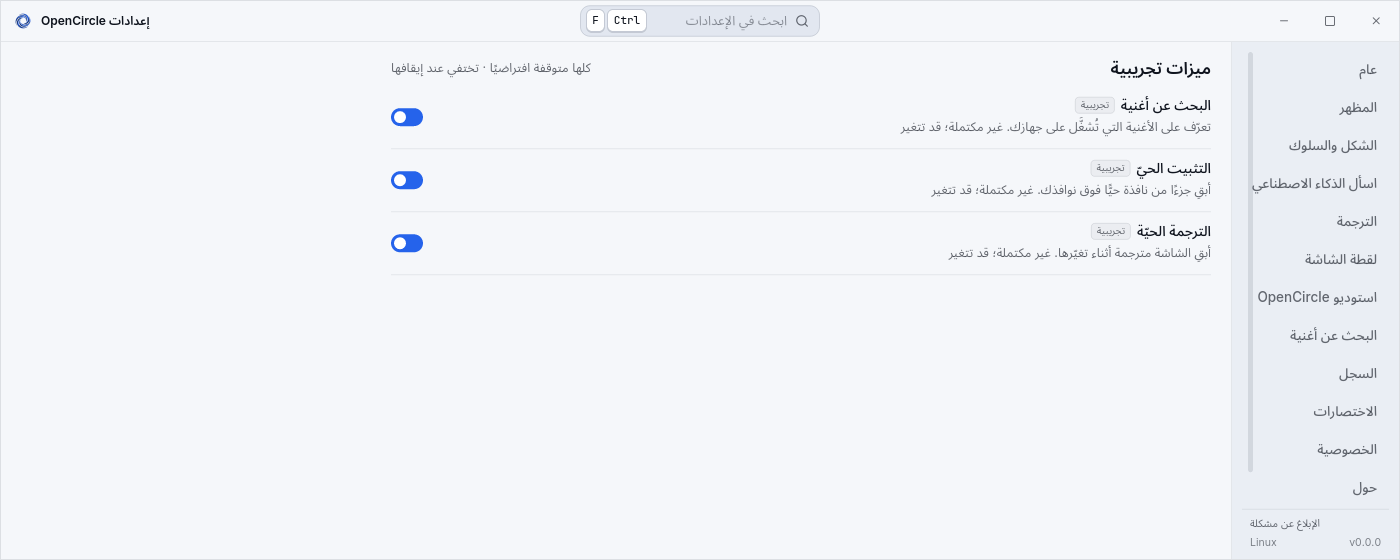 إعدادات OpenCircle
ابحث في الإعدادات
Ctrl F
عام
المظهر
الشكل والسلوك
اسأل الذكاء الاصطناعي
الترجمة
لقطة الشاشة
استوديو OpenCircle
البحث عن أغنية
السجل
الاختصارات
الخصوصية
حول
الإبلاغ عن مشكلة
v0.0.0 Linux
ميزات تجريبية
كلها متوقفة افتراضيًا · تختفي عند إيقافها
البحث عن أغنية تجريبية
تعرّف على الأغنية التي تُشغَّل على جهازك. غير مكتملة؛ قد تتغير
التثبيت الحيّ تجريبية
أبقِ جزءًا من نافذة حيًّا فوق نوافذك. غير مكتملة؛ قد تتغير
الترجمة الحيّة تجريبية
أبقِ الشاشة مترجمة أثناء تغيّرها. غير مكتملة؛ قد تتغير